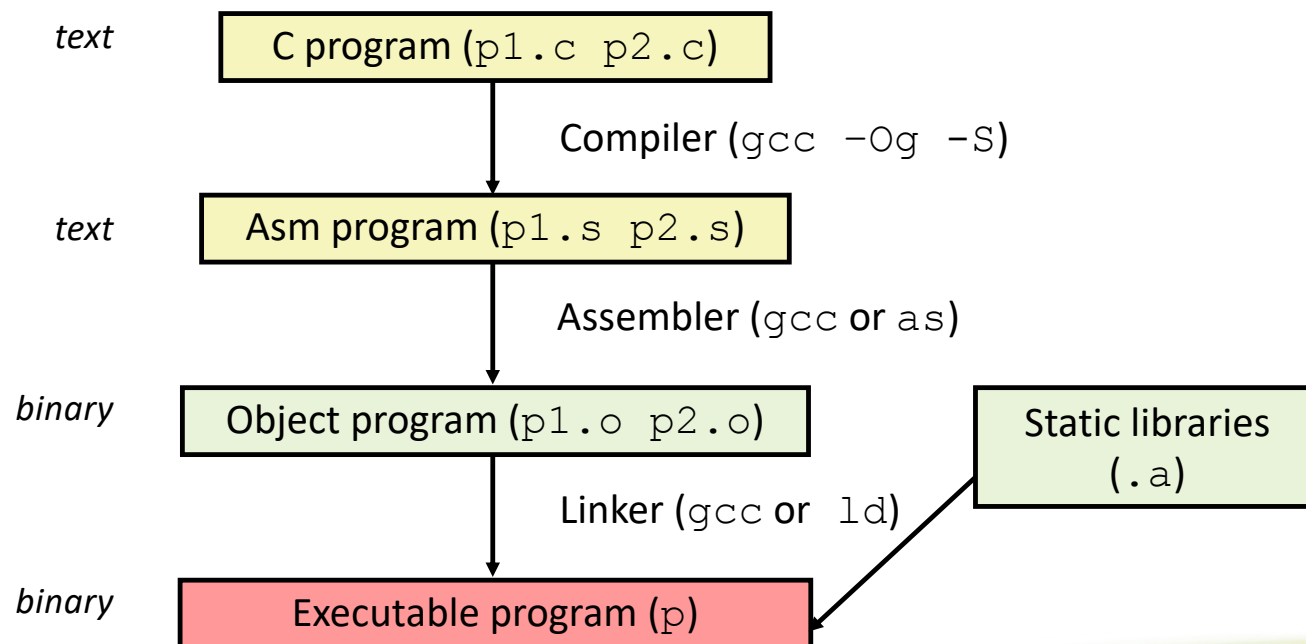 text
C program (p1.c p2.c)
Compiler (gcc –Og -S)
text
Asm program (p1.s p2.s)
Assembler (gcc or as)
binary
Object program (p1.o p2.o)
Static libraries
(.a)
Linker (gcc or ld)
binary
Executable program (p)